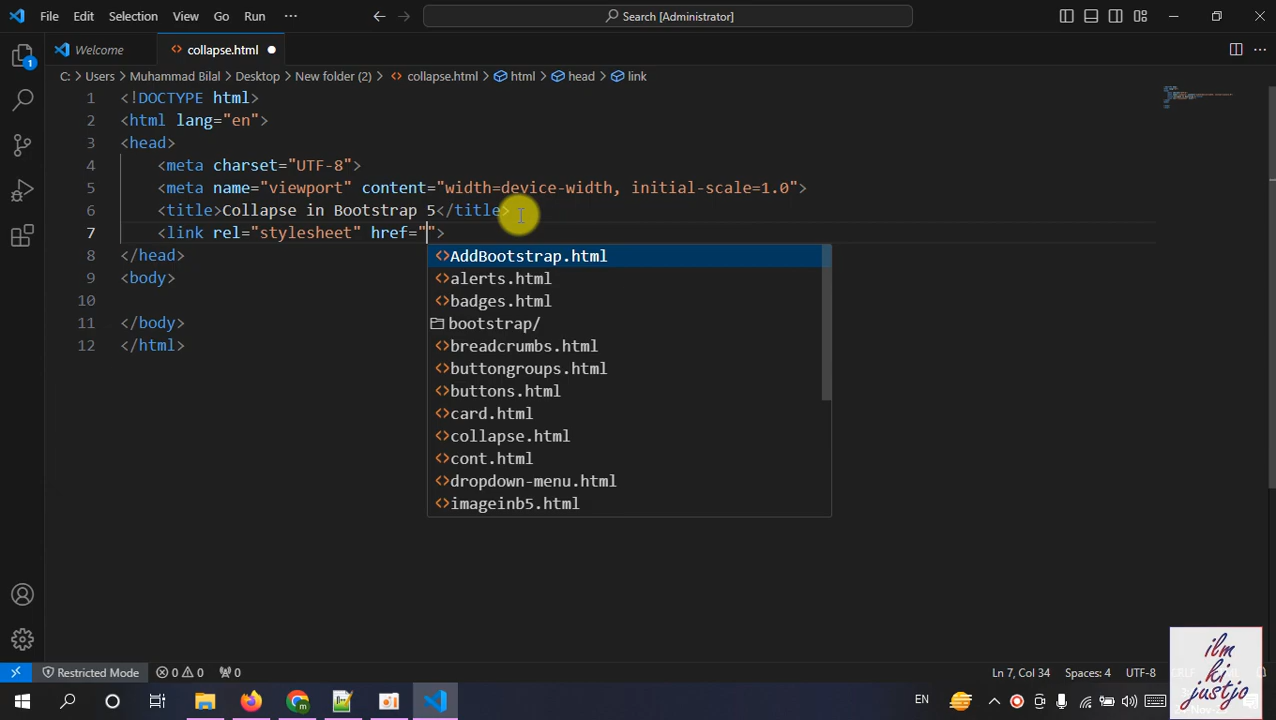 File Edit Selection View Go Run ··· Search [Administrator]
Welcome collapse.html
C: > Users > Muhammad Bilal > Desktop > New folder (2) > collapse.html > html > head > link
1 <!DOCTYPE html>
2 <html lang="en">
3 <head>
4 <meta charset="UTF-8">
5 <meta name="viewport" content="width=device-width, initial-scale=1.0">
6 <title>Collapse in Bootstrap 5</title>
7 <link rel="stylesheet" href="">
8 </head>
AddBootstrap.html
9 <body>
alerts.html
10
badges.html
11 </body>
bootstrap/
12 </html>
breadcrumbs.html
buttongroups.html
buttons.html
card.html
collapse.html
cont.html
dropdown-menu.html
imageinb5.html
1
Restricted Mode 0 0 0 Ln 7, Col 34 Spaces: 4 UTF-8
EN
ilm
ki
justjo